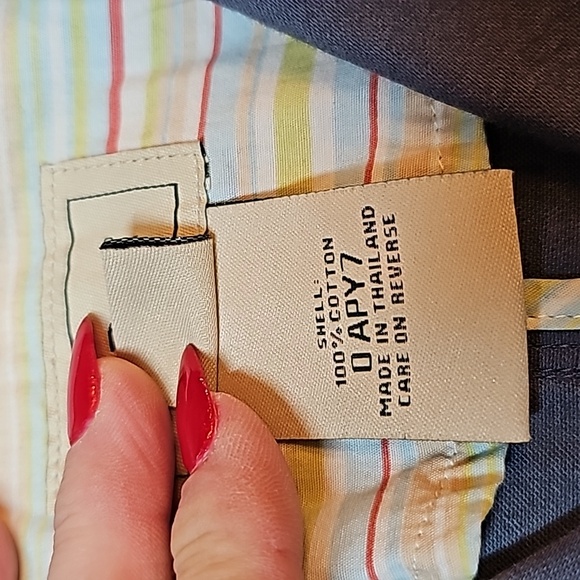 SHELL:
100% COTTON
0 APY7
MADE IN THAILAND
CARE ON REVERSE